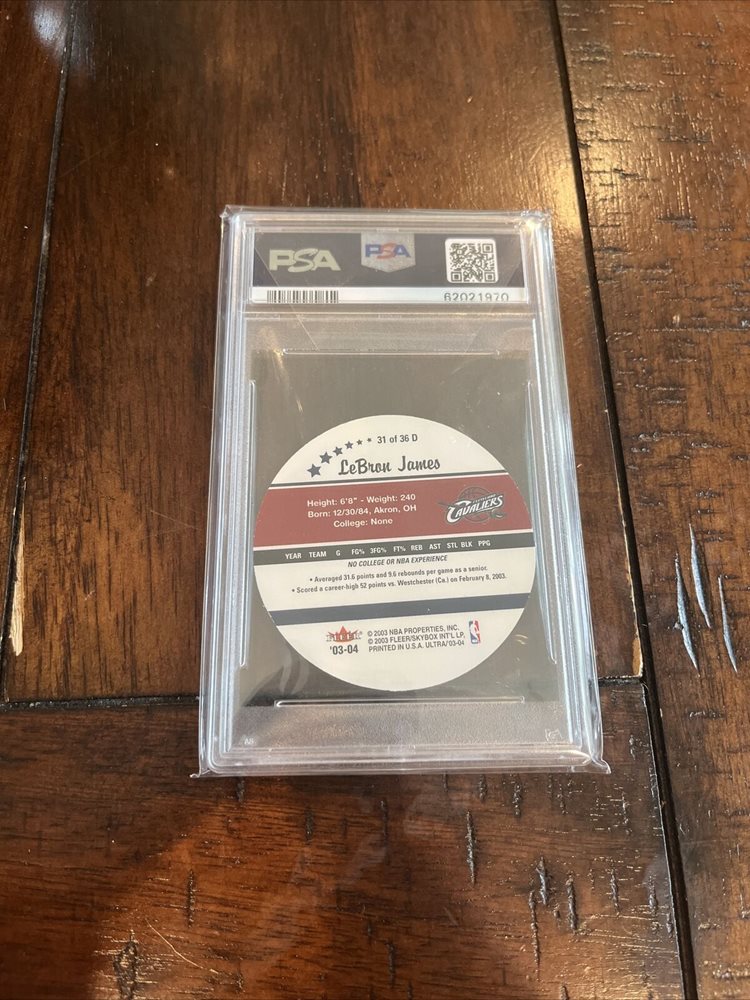 PSA PSA
62021970
31 of 36 D
LeBron James
Height: 6'8" - Weight: 240
Born: 12/30/84, Akron, OH
College: None
CAVALIERS
YEAR TEAM G FG% 3FG% FT% REB AST STL BLK PPG
NO COLLEGE OR NBA EXPERIENCE
• Averaged 31.6 points and 9.6 rebounds per game as a senior.
• Scored a career-high 52 points vs. Westchester (Ca.) on February 8, 2003.
FLEER
'03-04
© 2003 NBA PROPERTIES, INC.
© 2003 FLEER/SKYBOX INT'L LP,
PRINTED IN U.S.A. ULTRA/'03-04